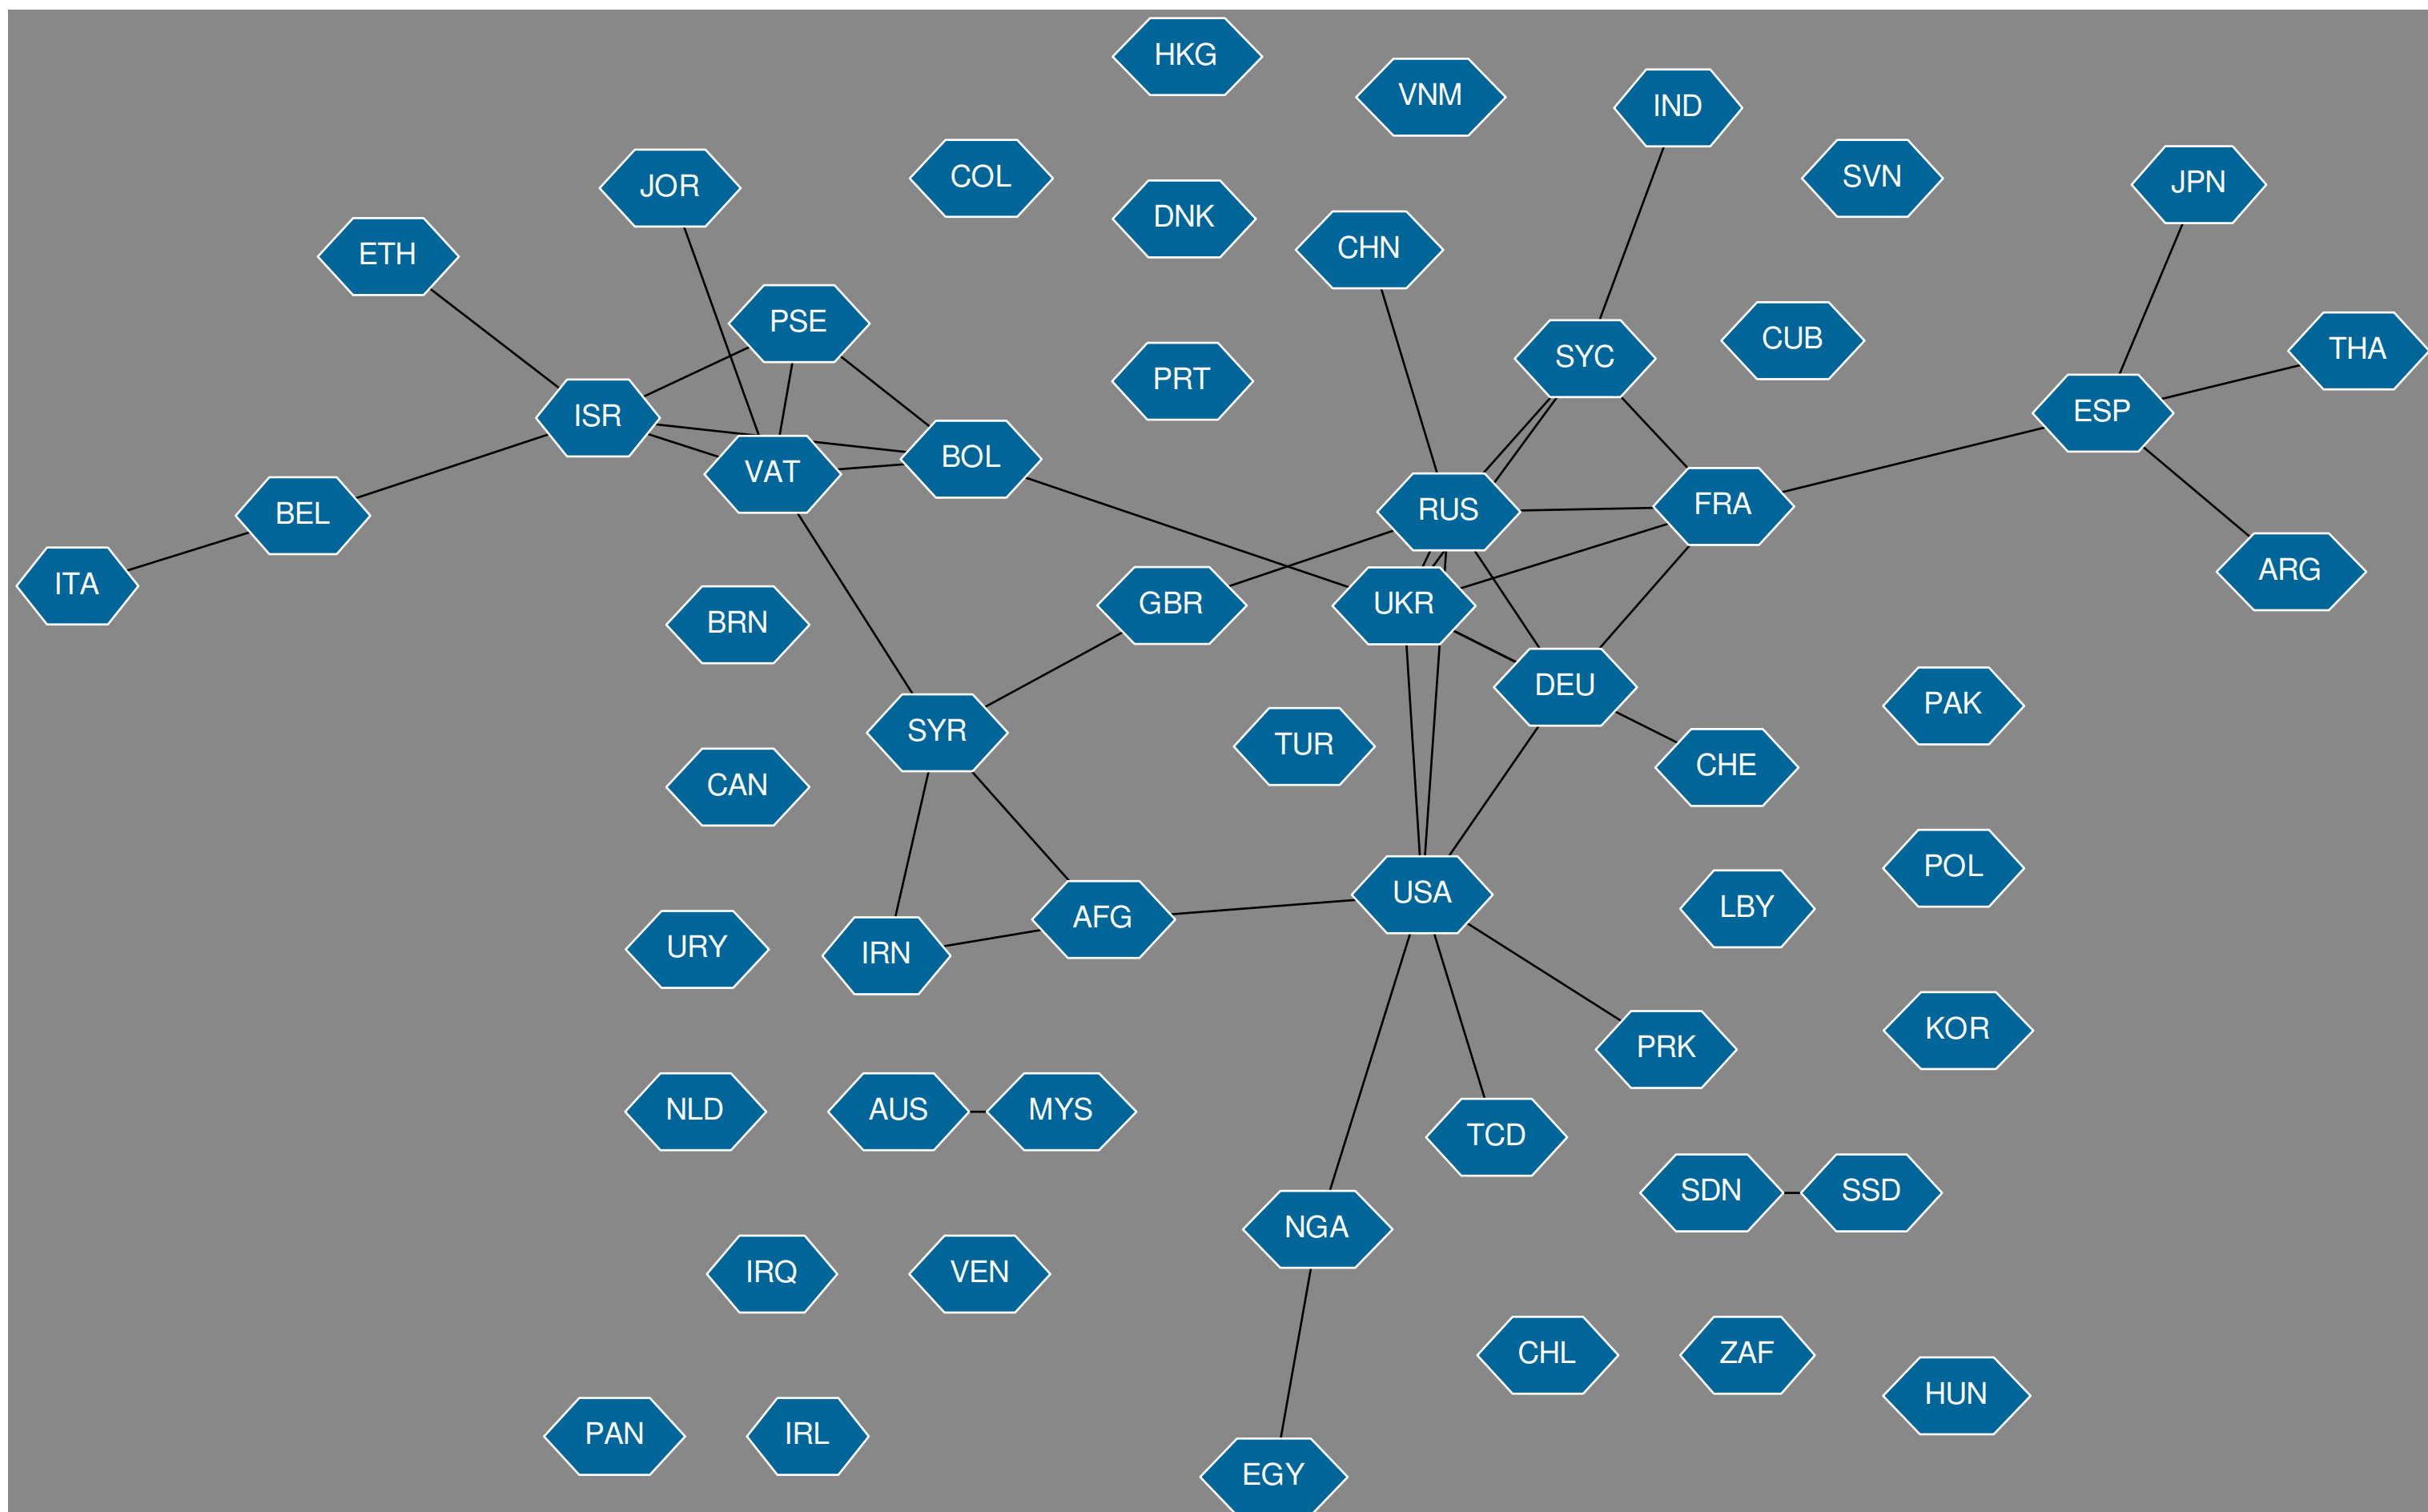 HKG
VNM
IND
COL
SVN
JPN
JOR
DNK
CHN
ETH
PSE
CUB
THA
SYC
PRT
ISR
ESP
BOL
VAT
FRA
RUS
BEL
ARG
ITA
GBR
UKR
BRN
DEU
PAK
SYR
TUR
CHE
CAN
POL
USA
LBY
AFG
URY
IRN
KOR
PRK
NLD
AUS
MYS
TCD
SDN
SSD
NGA
IRQ
VEN
CHL
ZAF
HUN
PAN
IRL
EGY